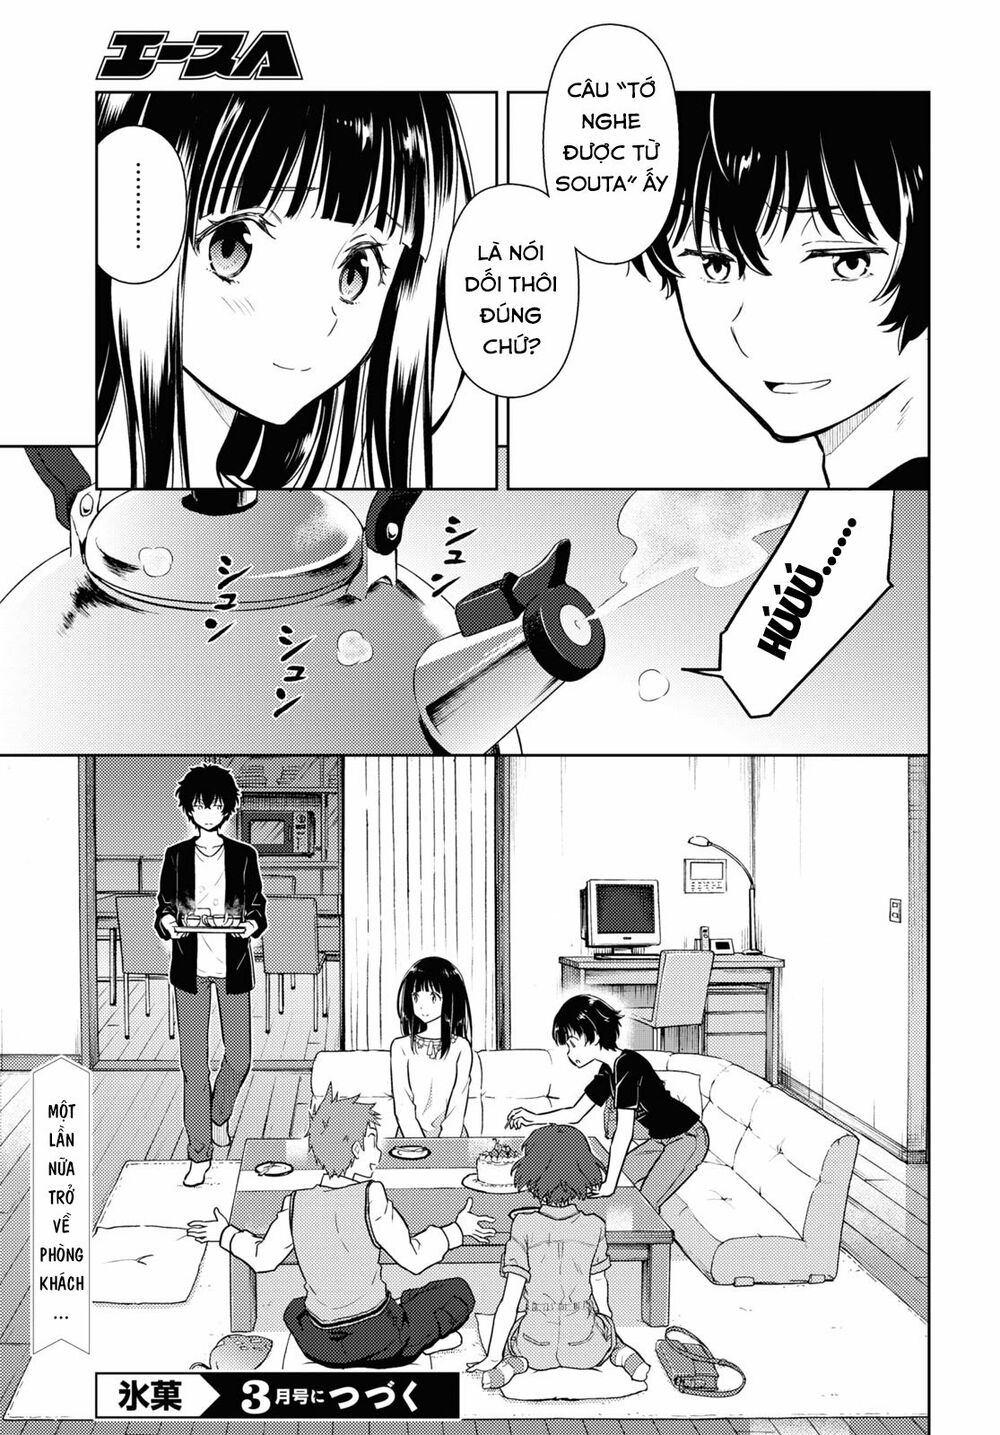 エースA
CÂU "TỚ
NGHE
ĐƯỢC TỪ
SOUTA" ẤY
LÀ NÓI
DỐI THÔI
ĐÚNG
CHỨ?
..........
シュン
シュン
シュン
シュン
HÚÚÚ......
MỘT
LẦN
NỮA
TRỞ
VỀ
PHÒNG
KHÁCH
...
氷菓 3月号につづく